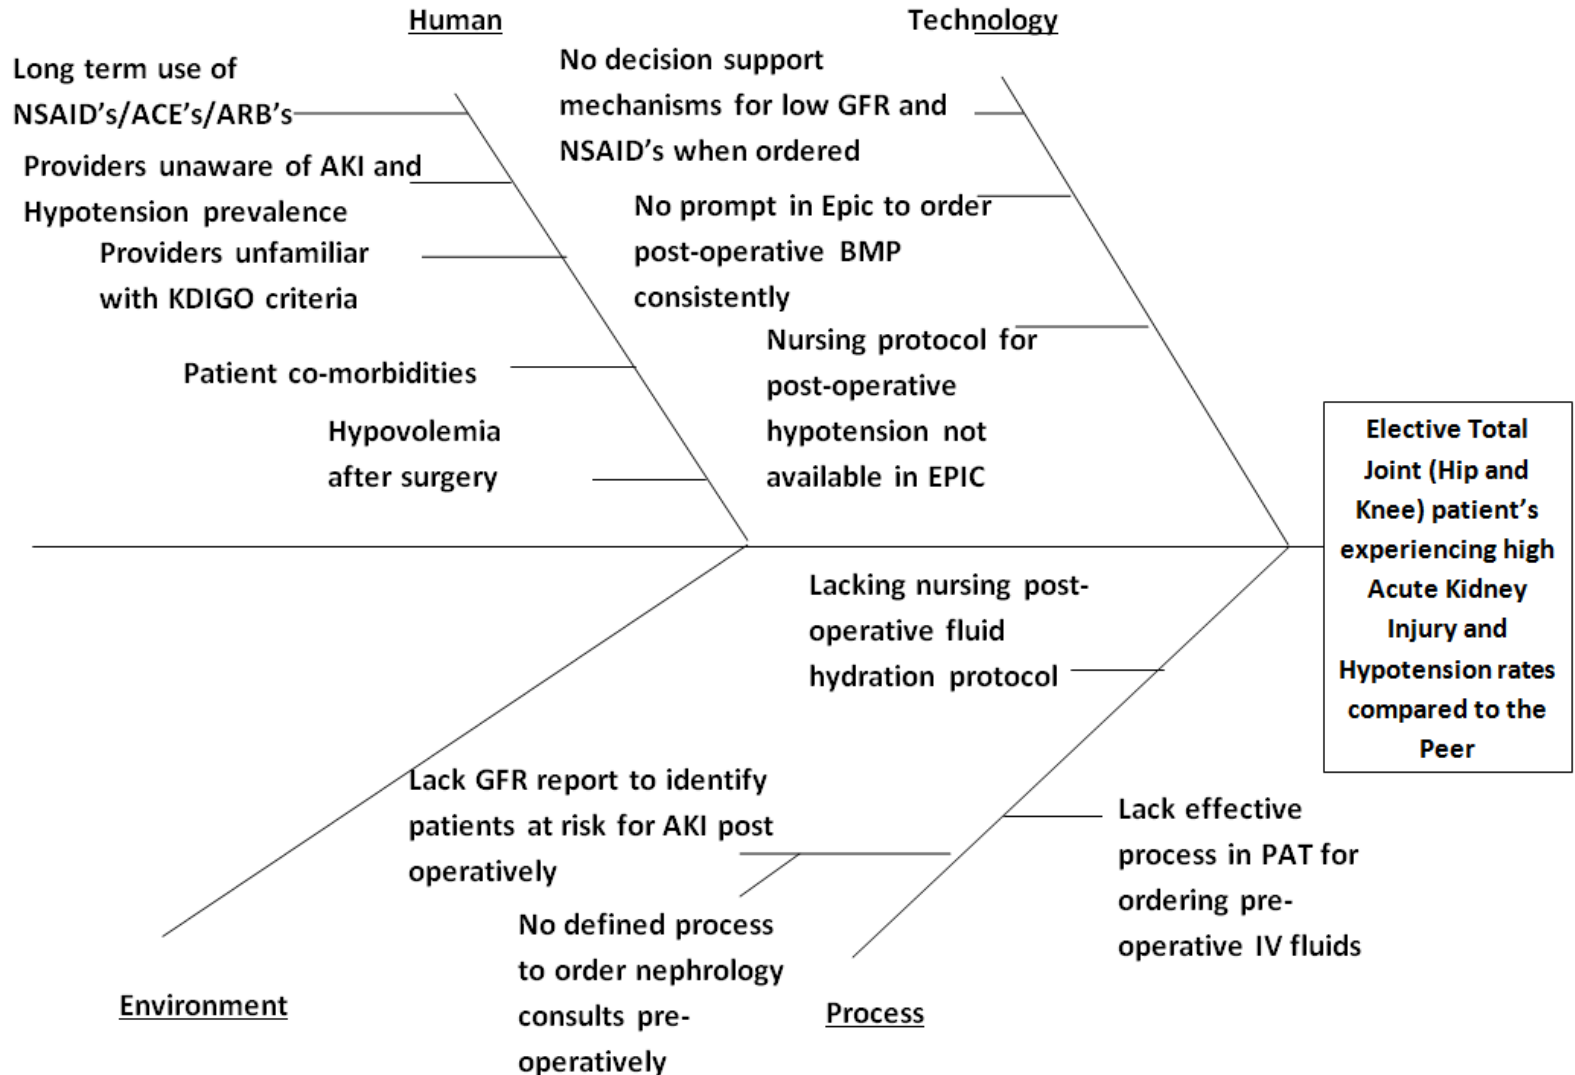 Human
Technology
Long term use of
NSAID's/ACE's/ARB's
Providers unaware of AKI and
Hypotension prevalence
Providers unfamiliar
with KDIGO criteria
Patient co-morbidities
Hypovolemia
after surgery
No decision support
mechanisms for low GFR and
NSAID's when ordered
No prompt in Epic to order
post-operative BMP
consistently
Nursing protocol for
post-operative
hypotension not
available in EPIC
Elective Total
Joint (Hip and
Knee) patient's
experiencing high
Acute Kidney
Injury and
Hypotension rates
compared to the
Peer
Lacking nursing post-
operative fluid
hydration protocol
Lack GFR report to identify
patients at risk for AKI post
operatively
No defined process
to order nephrology
consults pre-
operatively
Lack effective
process in PAT for
ordering pre-
operative IV fluids
Environment
Process